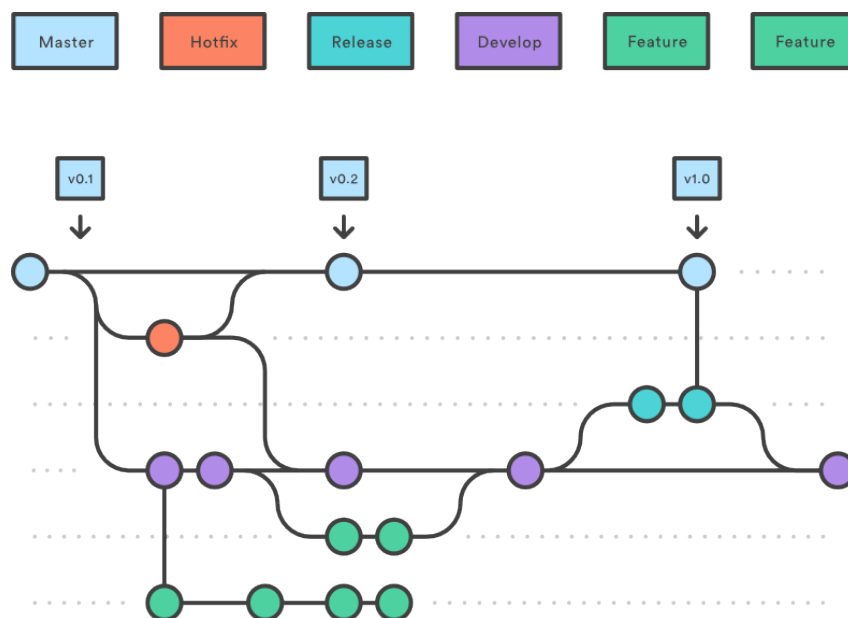 Master
Hotfix
Release
Develop
Feature
Feature
v0.1
v0.2
v1.0